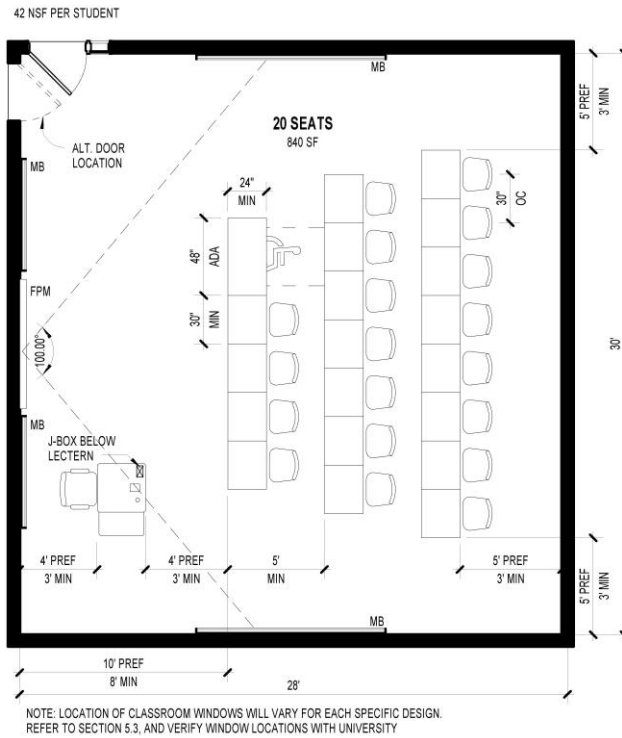 42 NSF PER STUDENT
MB
20 SEATS
840 SF
5' PREF
3' MIN
ALT. DOOR
LOCATION
MB
24"
MIN
30"
OC
48"
ADA
FPM
30"
MIN
100.00°
30'
MB
J-BOX BELOW
LECTERN
4' PREF
3' MIN
4' PREF
3' MIN
5'
MIN
5' PREF
3' MIN
5' PREF
3' MIN
MB
10' PREF
8' MIN
28'
NOTE: LOCATION OF CLASSROOM WINDOWS WILL VARY FOR EACH SPECIFIC DESIGN.
REFER TO SECTION 5.3, AND VERIFY WINDOW LOCATIONS WITH UNIVERSITY